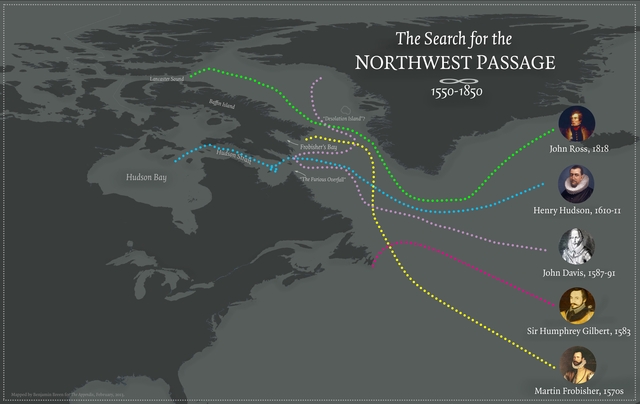 The Search for the
NORTHWEST PASSAGE
1550-1850
Lancaster Sound
Baffin Island
"Desolation Island"?
Frobisher's Bay
Hudson Strait
"The Furious Overfall"
Hudson Bay
John Ross, 1818
Henry Hudson, 1610-11
John Davis, 1587-91
Sir Humphrey Gilbert, 1583
Martin Frobisher, 1570s
Mapped by Benjamin Breen for The Appendix, February, 2013